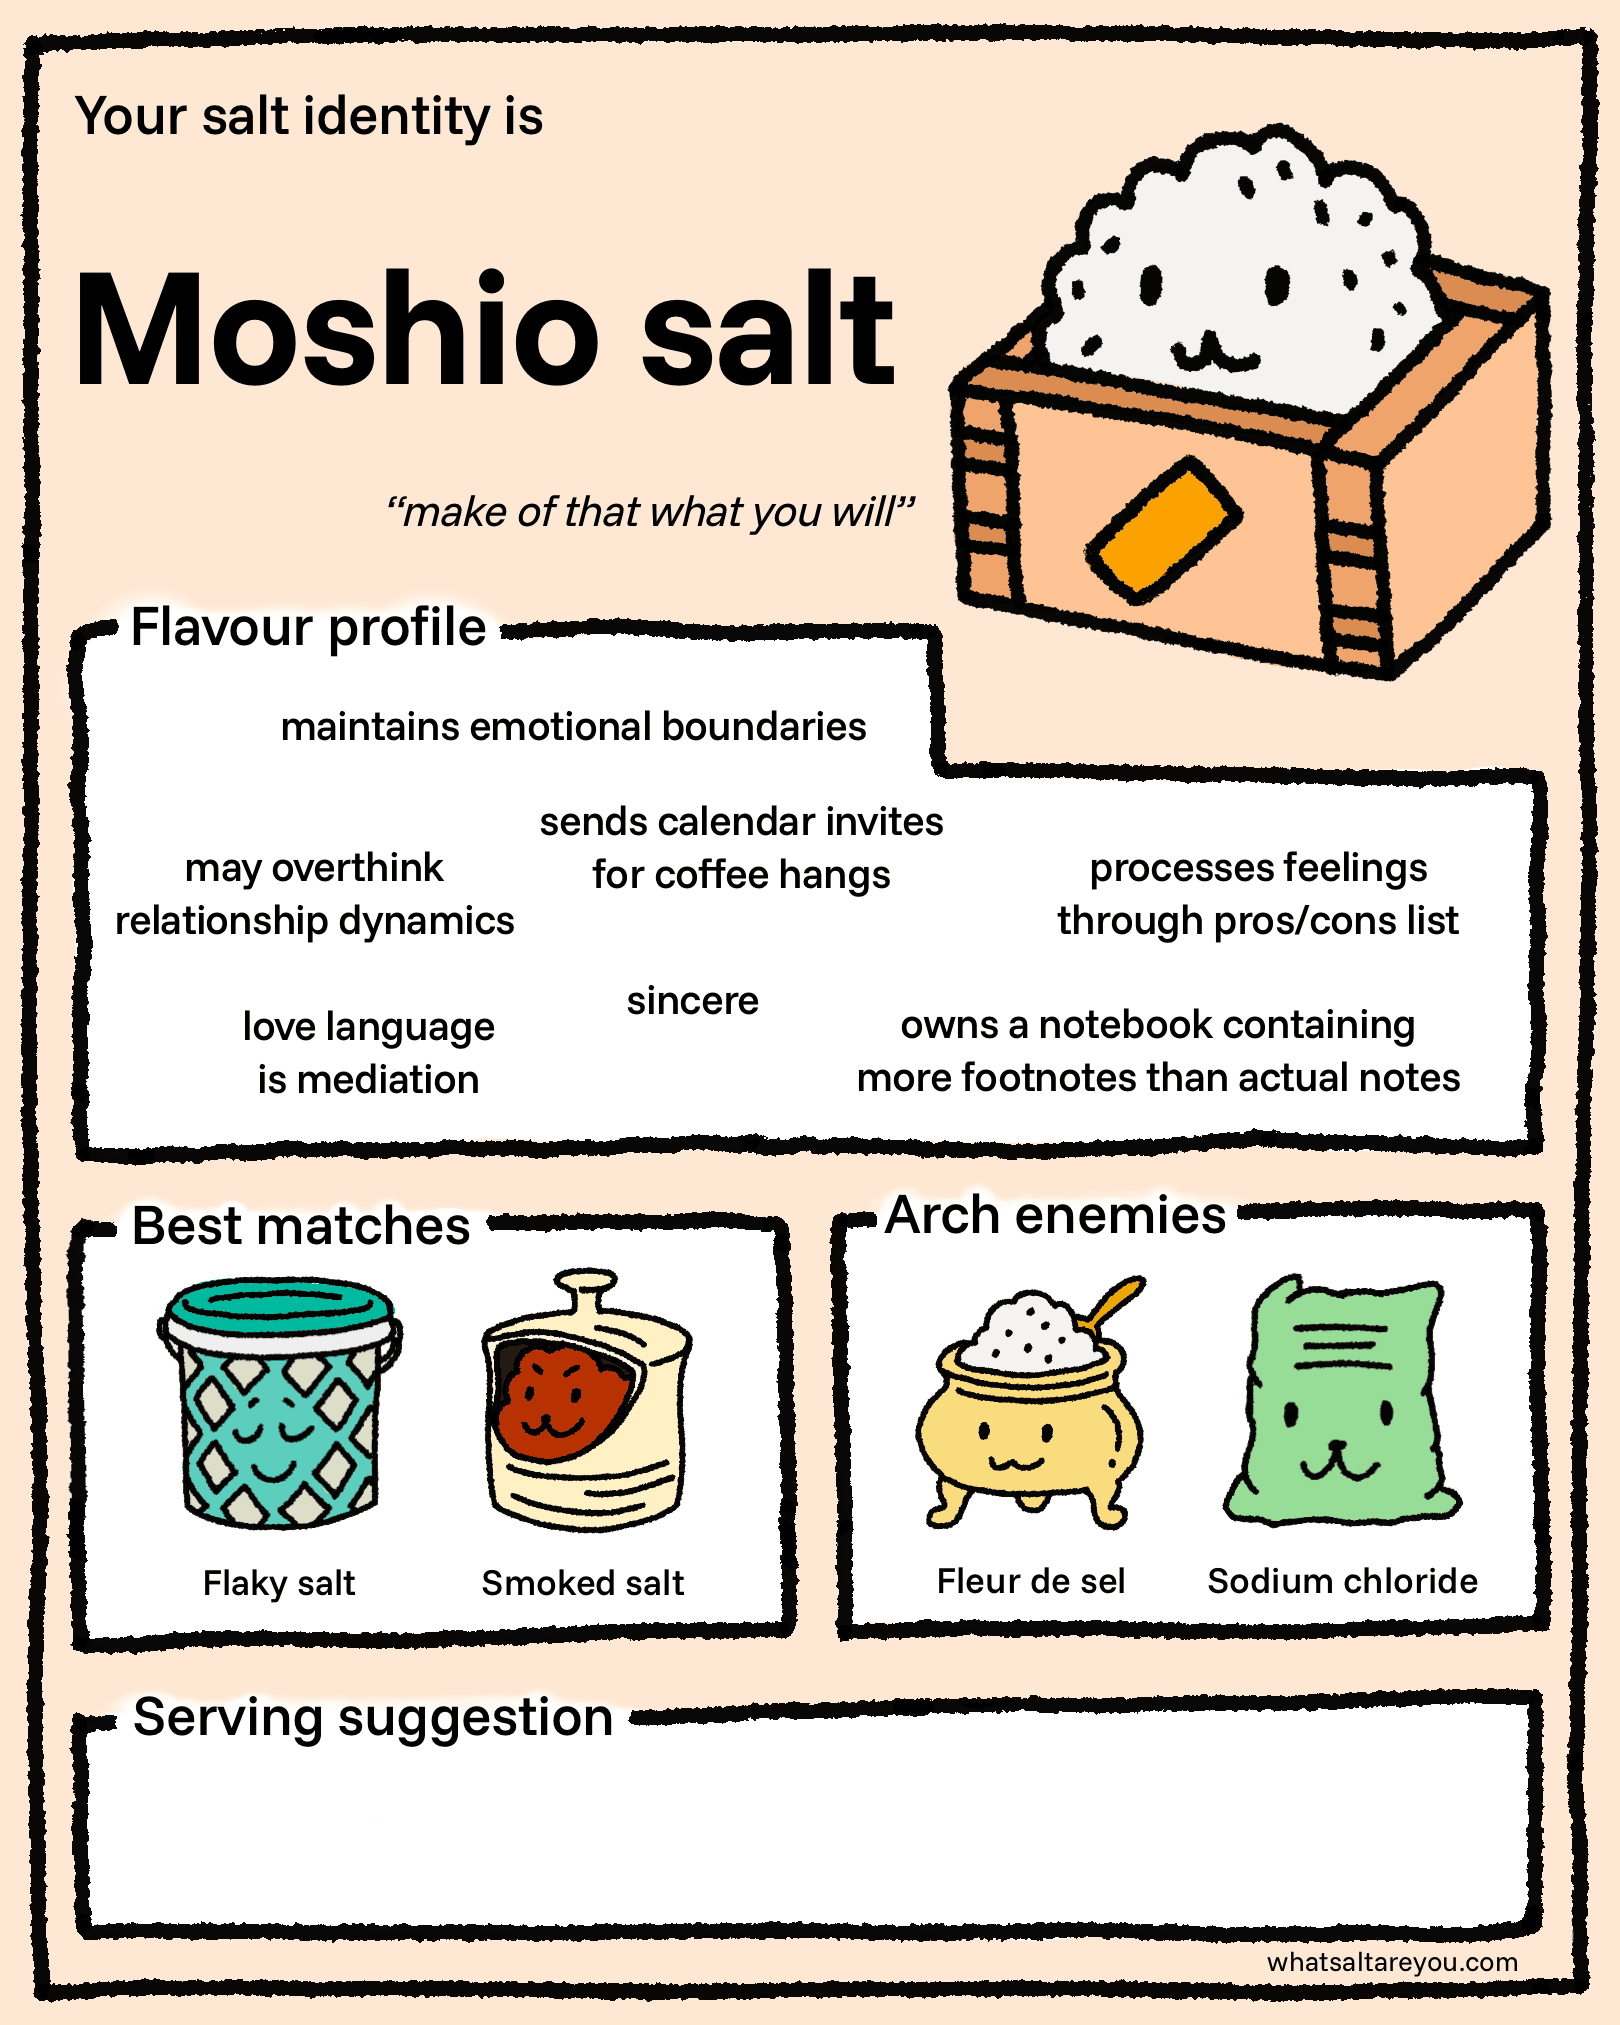 Your salt identity is
Moshio salt
“make of that what you will”
Flavour profile
maintains emotional boundaries
sends calendar invites
for coffee hangs
may overthink
relationship dynamics
processes feelings
through pros/cons list
sincere
love language
is mediation
owns a notebook containing
more footnotes than actual notes
Best matches
Flaky salt
Smoked salt
Arch enemies
Fleur de sel
Sodium chloride
Serving suggestion
whatsaltareyou.com